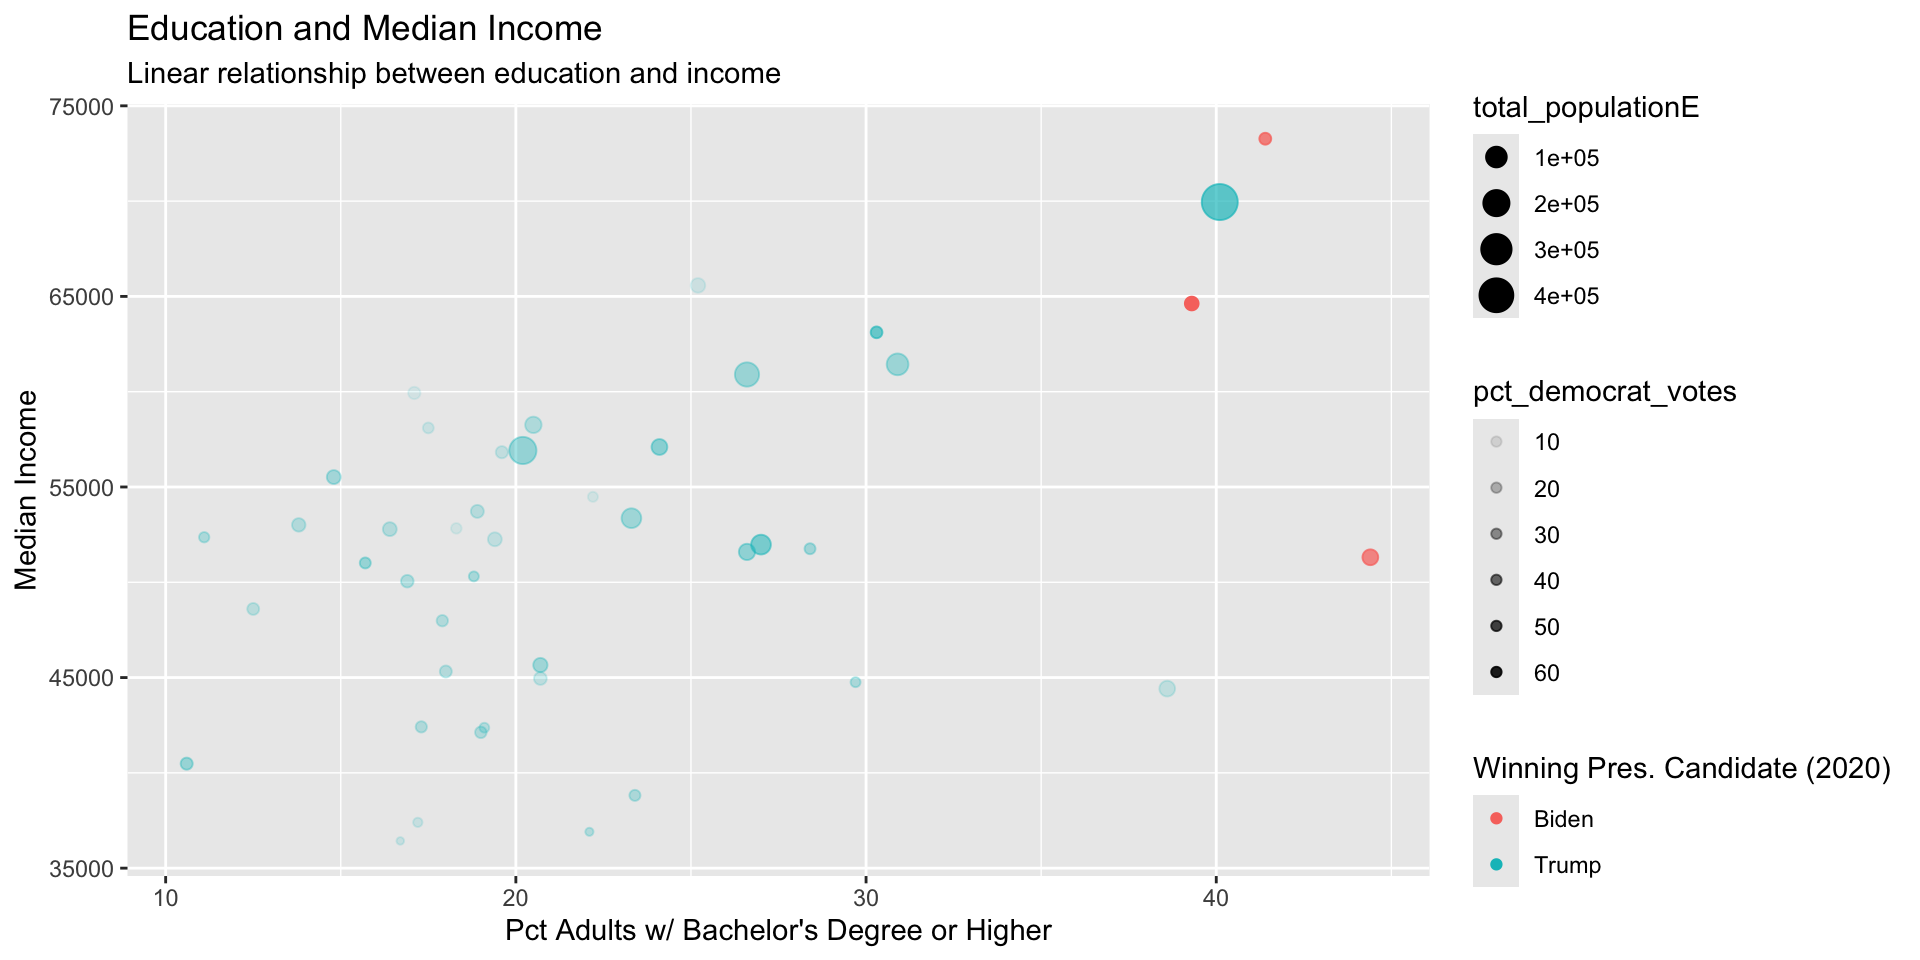 Education and Median Income
Linear relationship between education and income
75000
65000
55000
45000
35000
Median Income
10 20 30 40
Pct Adults w/ Bachelor's Degree or Higher
total_populationE
1e+05
2e+05
3e+05
4e+05
pct_democrat_votes
10
20
30
40
50
60
Winning Pres. Candidate (2020)
Biden
Trump